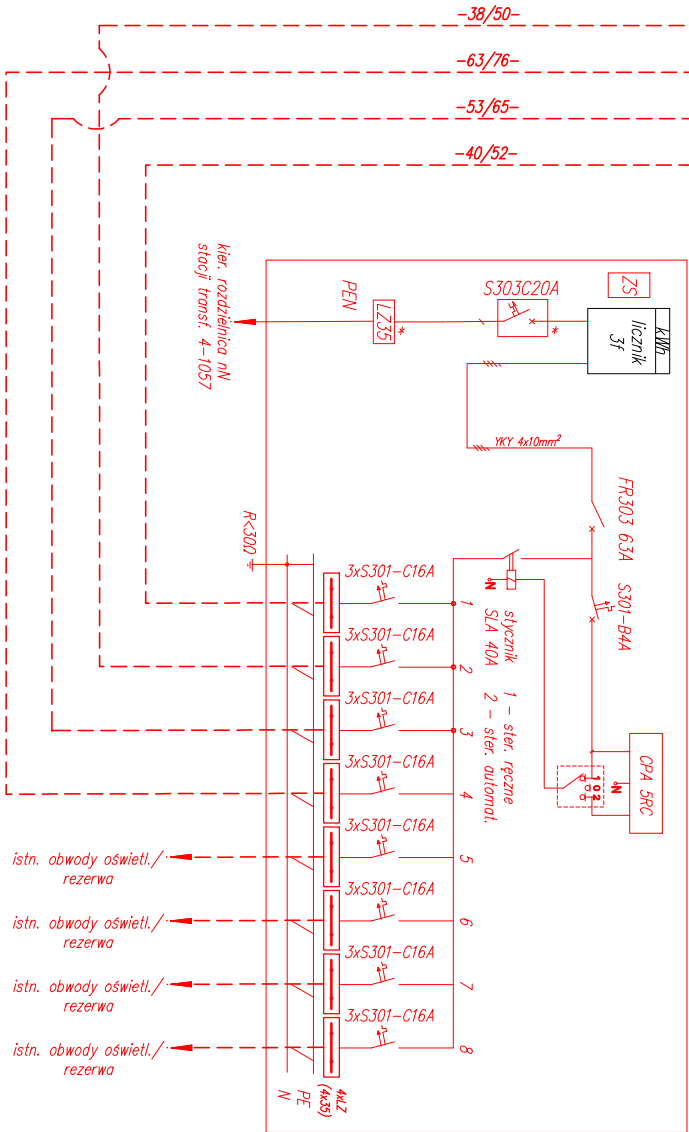 -38/50-
-63/76-
-53/65-
-40/52-
kier. rozdzielnica nN
stacji transf. 4-1057
PEN
LZ35
*
S303C20A
*
ZS
kWh
licznik
3f
YKY 4x10mm²
FR303 63A
S301-B4A
stycznik
SLA 40A
N
1 - ster. ręczne
2 - ster. automat.
CPA 5RC
N
1 0 2
R<30Ω
3xS301-C16A
1
3xS301-C16A
2
3xS301-C16A
3
3xS301-C16A
4
3xS301-C16A
5
istn. obwody oświetl./
rezerwa
3xS301-C16A
6
istn. obwody oświetl./
rezerwa
3xS301-C16A
7
istn. obwody oświetl./
rezerwa
3xS301-C16A
8
istn. obwody oświetl./
rezerwa
4xLZ
(4x35)
PE
N